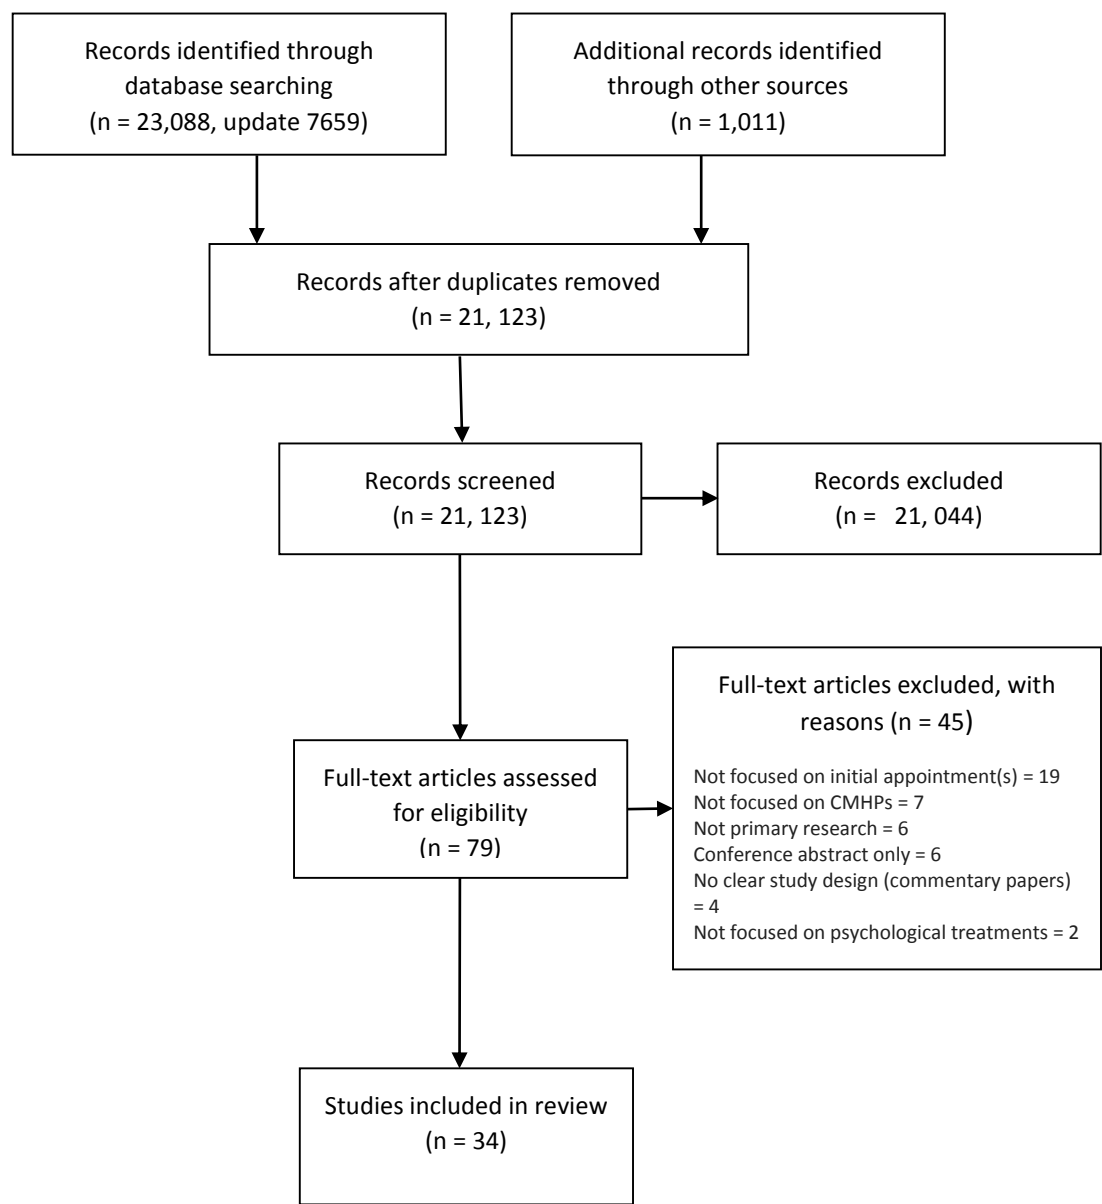 Records identified through
database searching
(n = 23,088, update 7659)
Additional records identified
through other sources
(n = 1,011)
Records after duplicates removed
(n = 21, 123)
Records screened
(n = 21, 123)
Records excluded
(n =   21, 044)
Full-text articles assessed
for eligibility
(n = 79)
Full-text articles excluded, with
reasons (n = 45)
Not focused on initial appointment(s) = 19
Not focused on CMHPs = 7
Not primary research = 6
Conference abstract only = 6
No clear study design (commentary papers)
= 4
Not focused on psychological treatments = 2
Studies included in review
(n = 34)